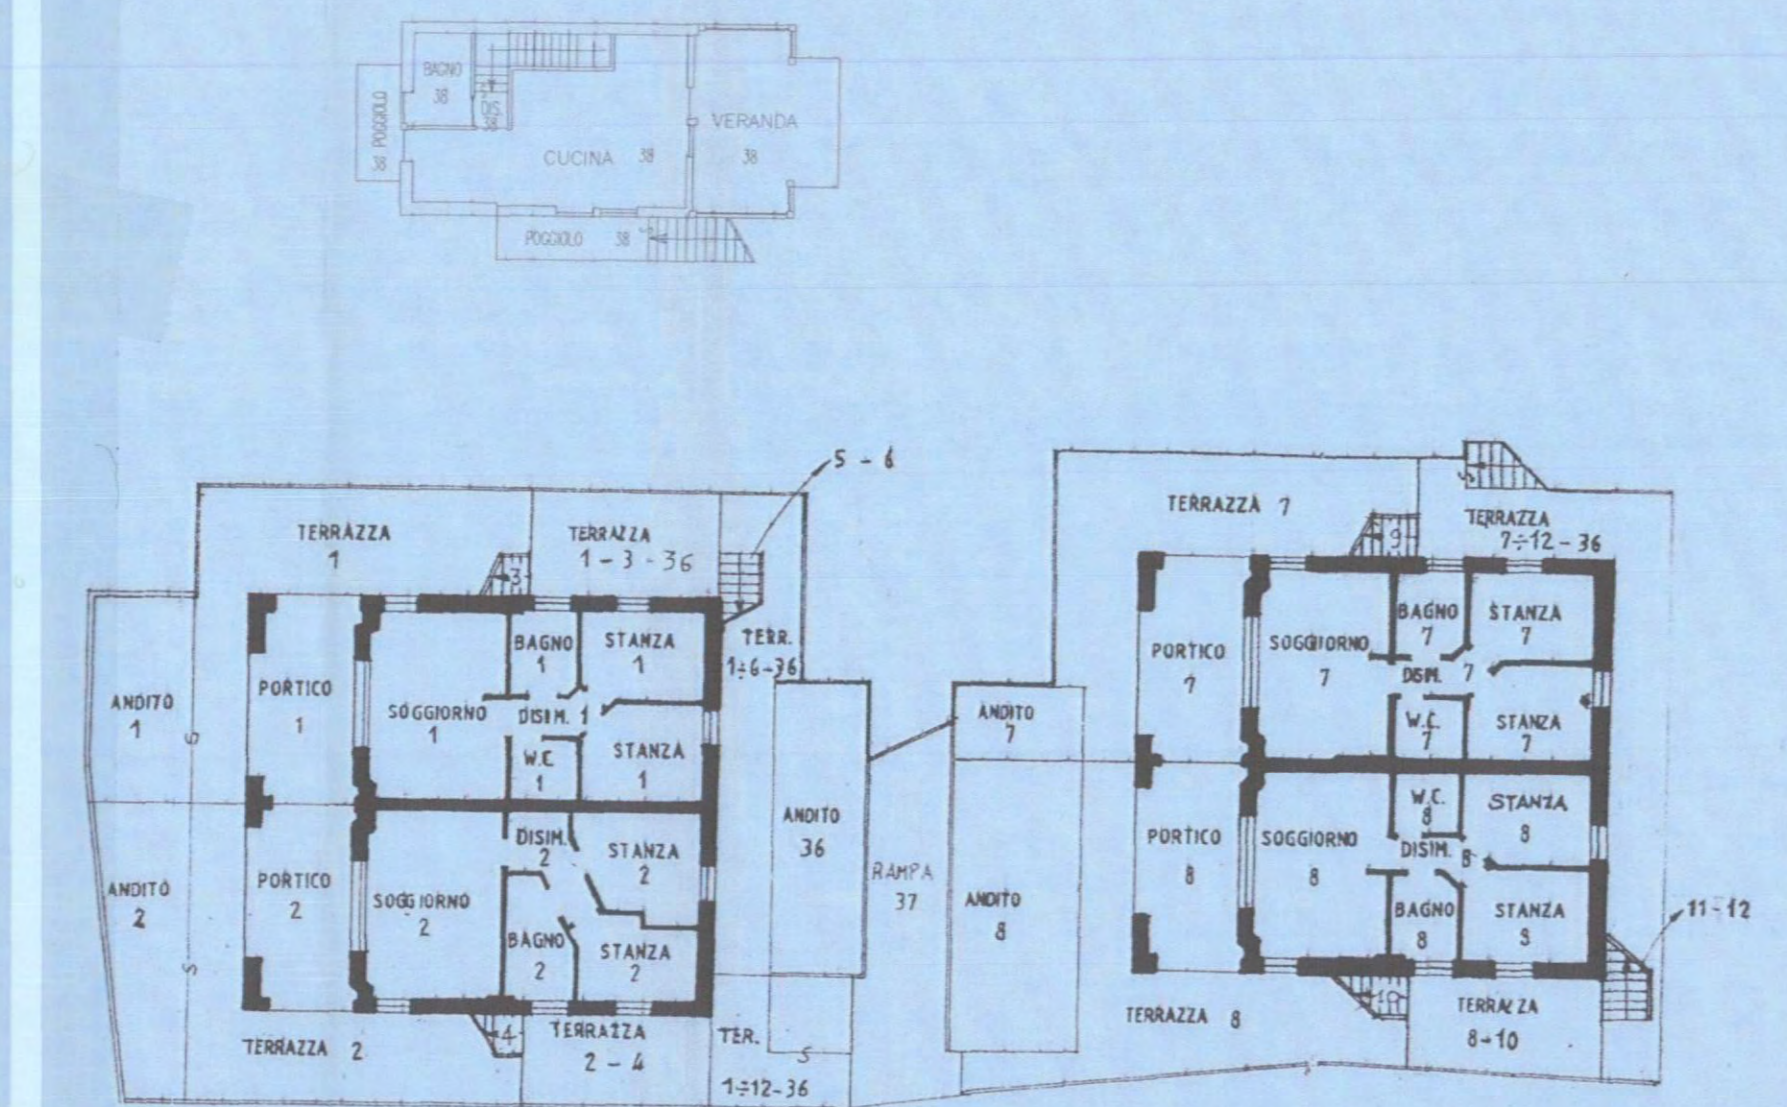 BAGNO
38
DIS.
38
38 POGGIOLO
CUCINA 38
VERANDA
38
POGGIOLO 38 S
5 - 6
TERRAZZA
1
TERRAZZA
1 - 3 - 36
3
TERR.
1÷6-36
ANDITO
1
6
PORTICO
1
SOGGIORNO
1
BAGNO
1
STANZA
1
DISIM. 1
W.C.
1
STANZA
1
ANDITO
2
S
PORTICO
2
SOGGIORNO
2
DISIM.
2
STANZA
2
BAGNO
2
STANZA
2
TERRAZZA 2
4
TERRAZZA
2 - 4
TER.
S
1÷12-36
ANDITO
36
RAMPA
37
TERRAZZA 7
9
TERRAZZA
7÷12-36
ANDITO
7
PORTICO
7
SOGGIORNO
7
BAGNO
7
STANZA
7
DISIM. 7
W.C.
7
STANZA
7
ANDITO
8
PORTICO
8
SOGGIORNO
8
W.C.
8
STANZA
8
DISIM. 8
BAGNO
8
STANZA
8
11-12
TERRAZZA 8
10
TERRAZZA
8-10